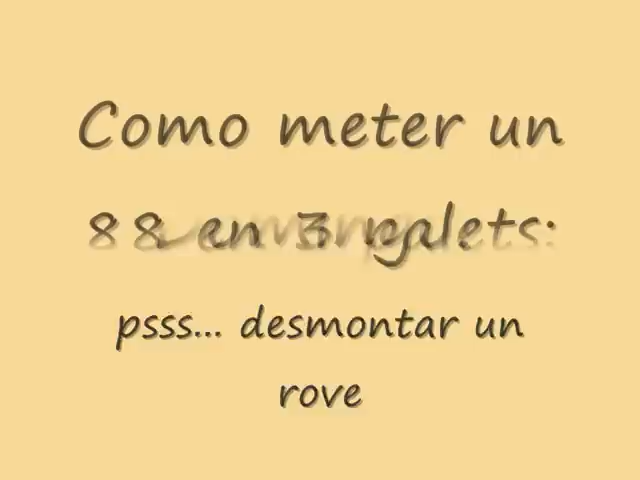 Como meter un
88 en 3 palets:
psss... desmontar un
rove